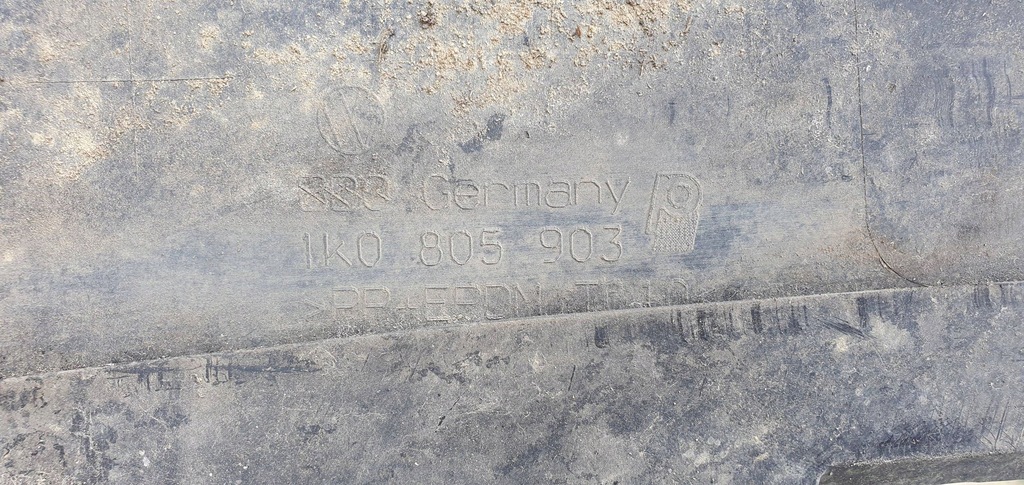 Germany
1K0 805 903
>PP+EPDM-T